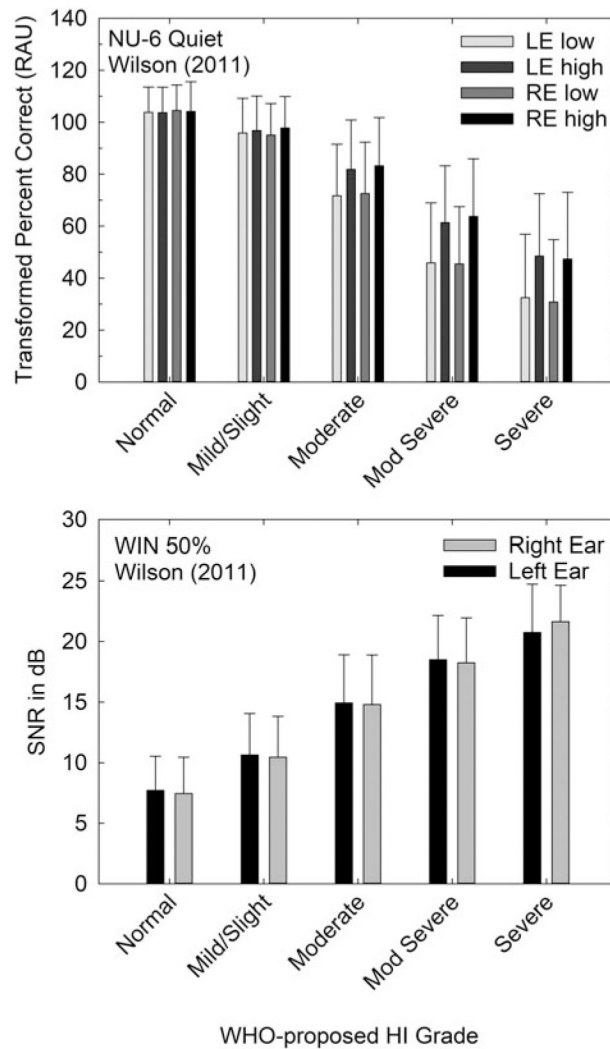 NU-6 Quiet
Wilson (2011)
LE low
LE high
RE low
RE high
Transformed Percent Correct (RAU)
140
120
100
80
60
40
20
0
Normal
Mild/Slight
Moderate
Mod Severe
Severe
WIN 50%
Wilson (2011)
Right Ear
Left Ear
SNR in dB
30
25
20
15
10
5
0
Normal
Mild/Slight
Moderate
Mod Severe
Severe
WHO-proposed HI Grade